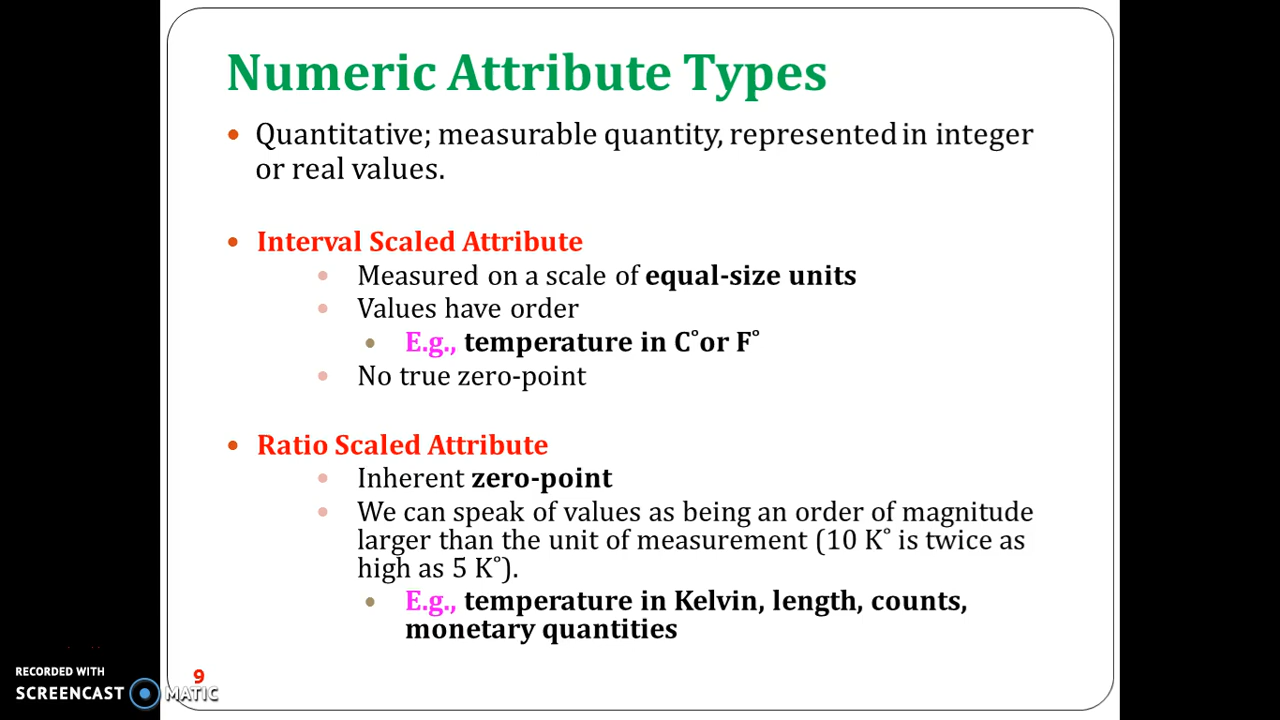 Numeric Attribute Types
• Quantitative; measurable quantity, represented in integer
or real values.
• Interval Scaled Attribute
• Measured on a scale of equal-size units
• Values have order
• E.g., temperature in C˚or F˚
• No true zero-point
• Ratio Scaled Attribute
• Inherent zero-point
• We can speak of values as being an order of magnitude
larger than the unit of measurement (10 K˚ is twice as
high as 5 K˚).
• E.g., temperature in Kelvin, length, counts,
monetary quantities
9
RECORDED WITH
SCREENCAST MATIC